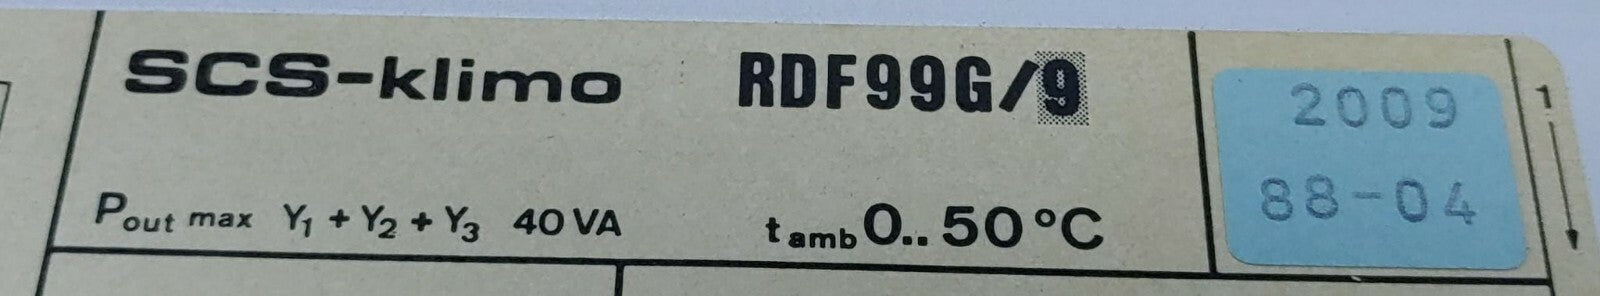 SCS-klimo RDF99G/9
Pout max Y1 + Y2 + Y3 40 VA tamb 0.. 50 °C
2009
88-04
1